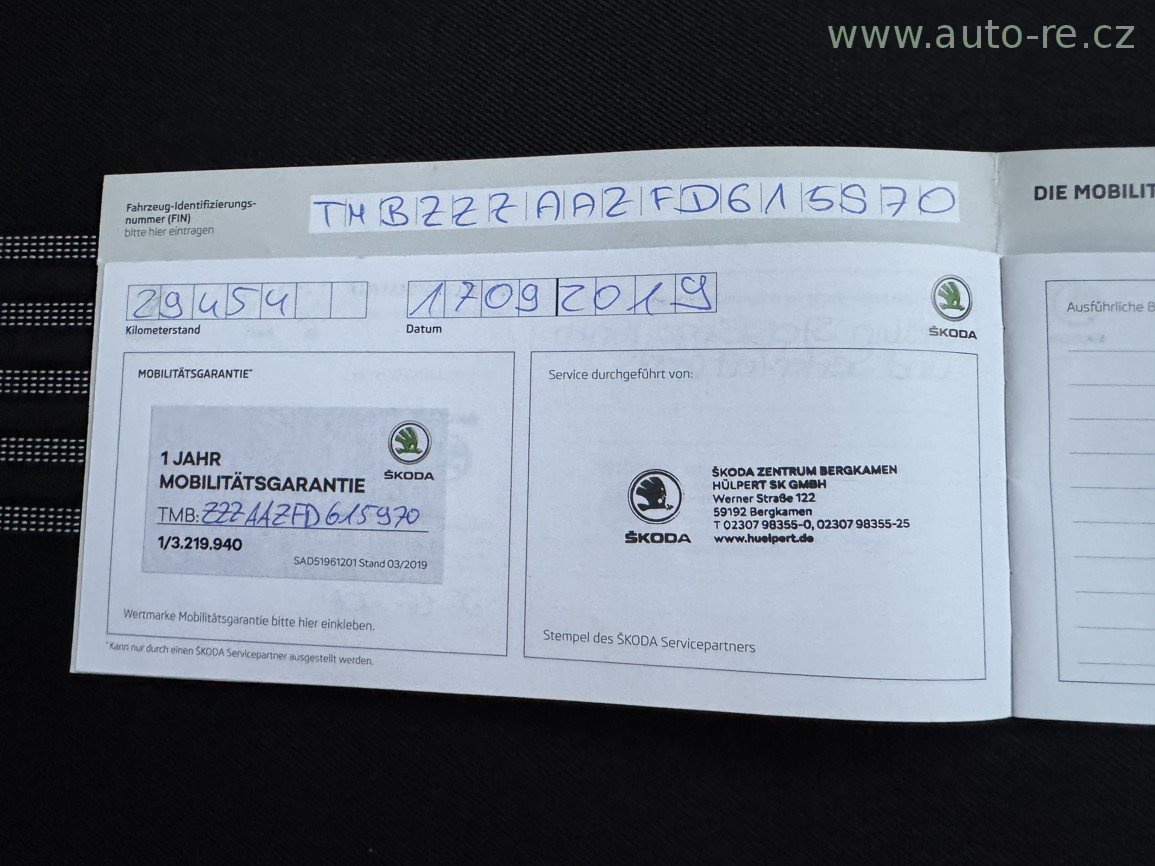 www.auto-re.cz
Fahrzeug-Identifizierungs-
nummer (FIN)
bitte hier eintragen
TMBZZZAAZFD615970
DIE MOBILIT
29454
Kilometerstand
17092019
Datum
ŠKODA
Ausführliche B
MOBILITÄTSGARANTIE*
1 JAHR
MOBILITÄTSGARANTIE
ŠKODA
TMB: ZZZAAZFD615970
1/3.219.940
SAD51961201 Stand 03/2019
Wertmarke Mobilitätsgarantie bitte hier einkleben.
*Kann nur durch einen ŠKODA Servicepartner ausgestellt werden.
Service durchgeführt von:
ŠKODA
ŠKODA ZENTRUM BERGKAMEN
HÜLPERT SK GMBH
Werner Straße 122
59192 Bergkamen
T 02307 98355-0, 02307 98355-25
www.huelpert.de
Stempel des ŠKODA Servicepartners